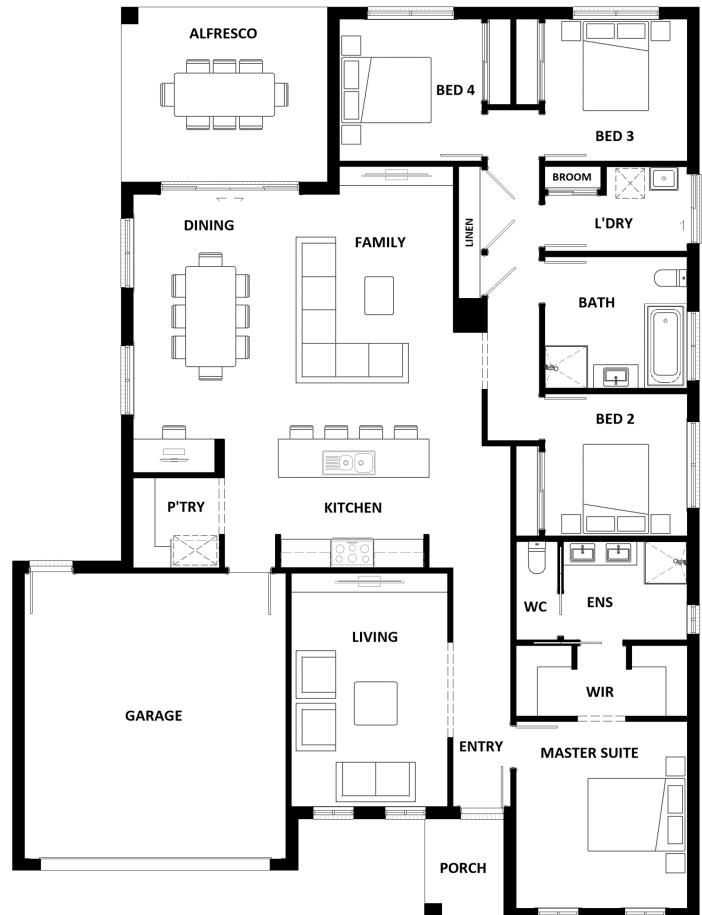 ALFRESCO
BED 4
BED 3
BROOM
L'DRY
LINEN
DINING
FAMILY
BATH
BED 2
P'TRY
KITCHEN
WC
ENS
LIVING
WIR
GARAGE
ENTRY
MASTER SUITE
PORCH